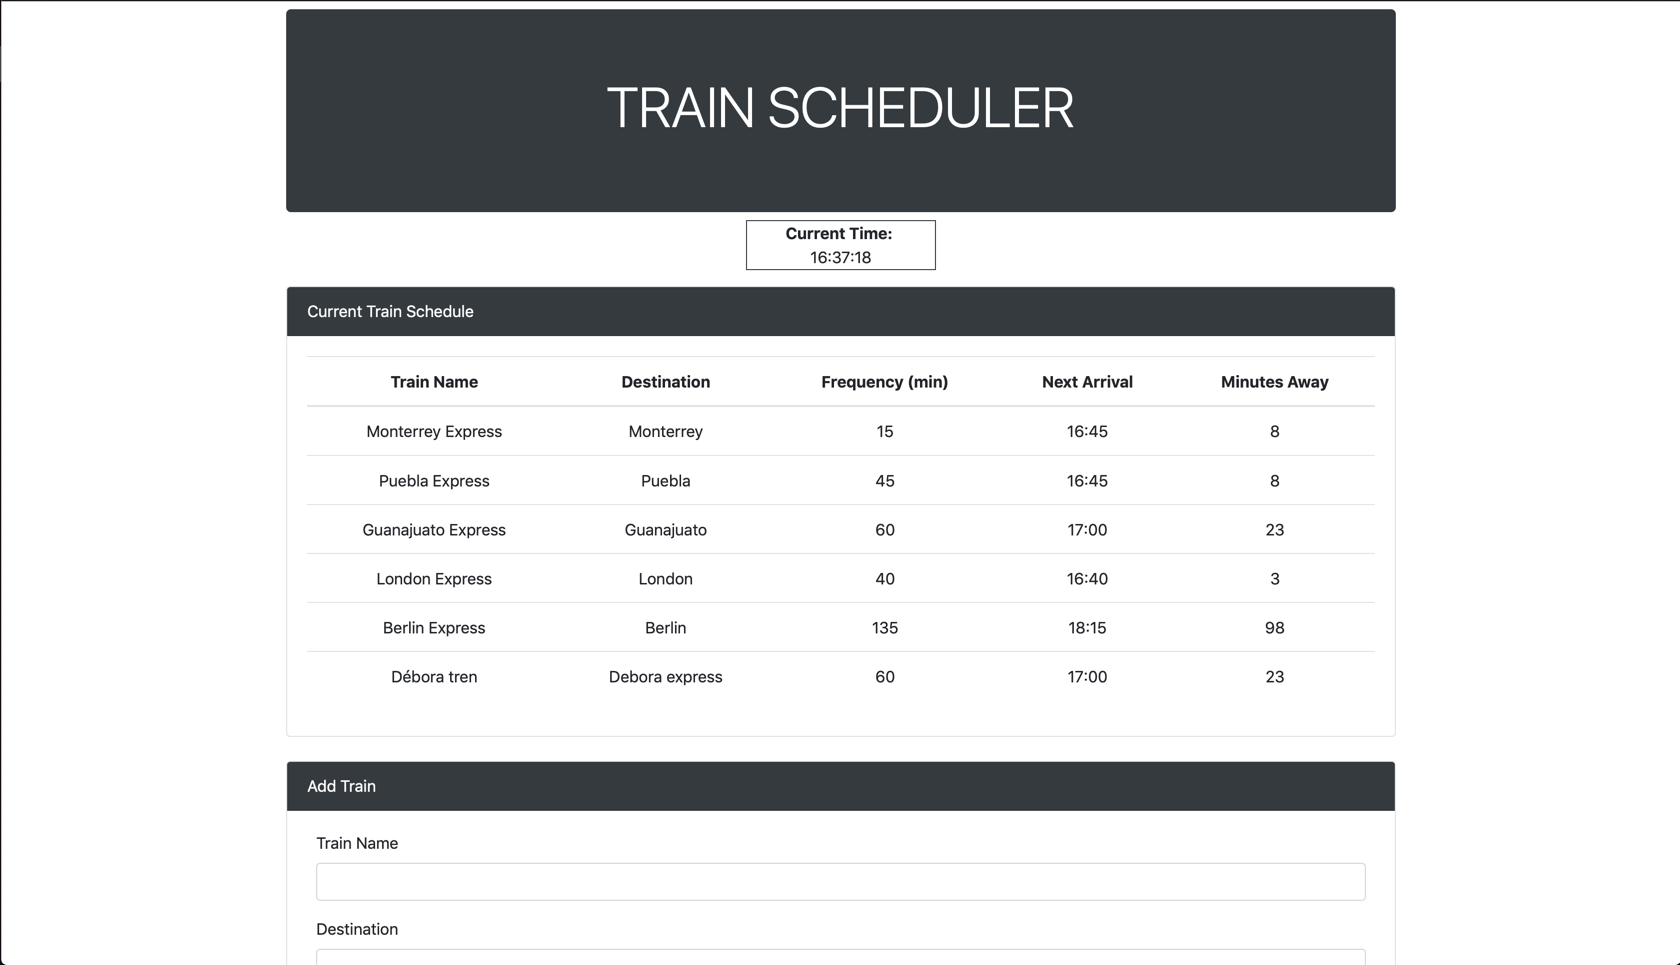 TRAIN SCHEDULER
Current Time:
16:37:18
Current Train Schedule
Train Name Destination Frequency (min) Next Arrival Minutes Away
Monterrey Express Monterrey 15 16:45 8
Puebla Express Puebla 45 16:45 8
Guanajuato Express Guanajuato 60 17:00 23
London Express London 40 16:40 3
Berlin Express Berlin 135 18:15 98
Débora tren Debora express 60 17:00 23
Add Train
Train Name
Destination